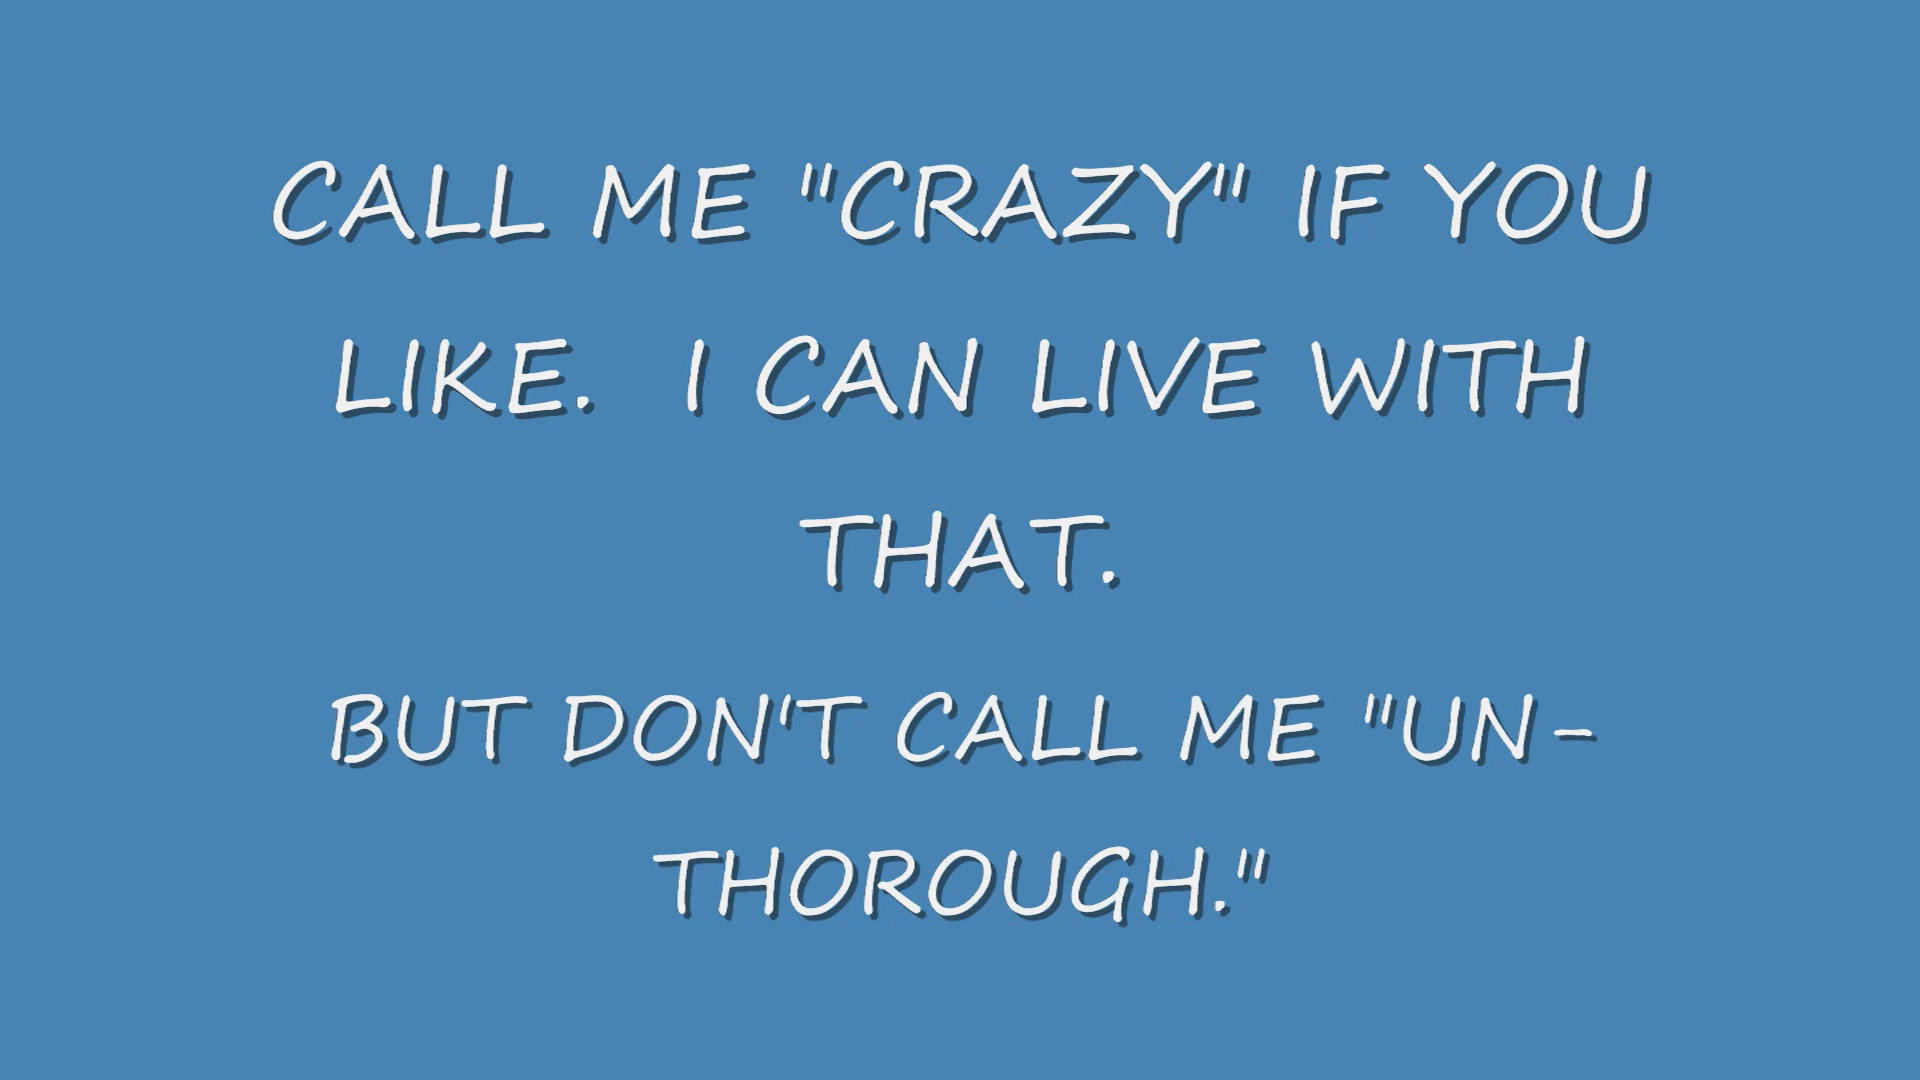 CALL ME "CRAZY" IF YOU
LIKE.  I CAN LIVE WITH
THAT.
BUT DON'T CALL ME "UN-
THOROUGH."